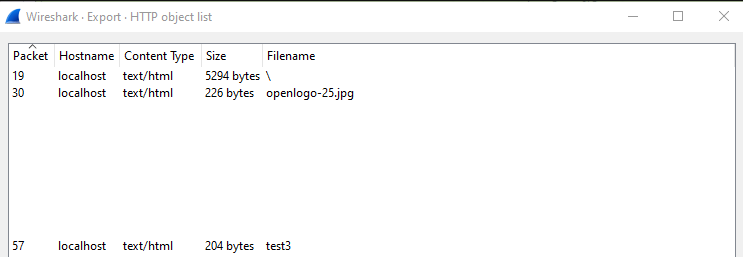 Wireshark · Export · HTTP object list
Packet Hostname Content Type Size Filename
19 localhost text/html 5294 bytes \
30 localhost text/html 226 bytes openlogo-25.jpg
57 localhost text/html 204 bytes test3